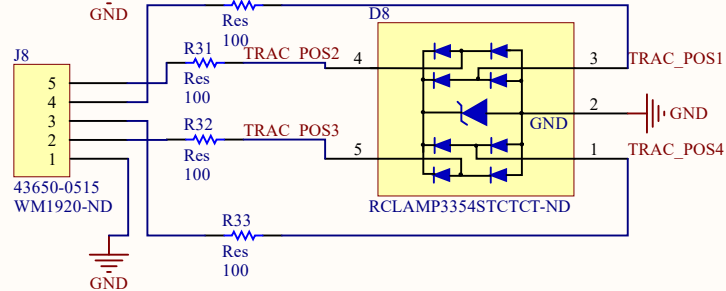 GND
Res
100
D8
J8
R31
Res
100
TRAC_POS2
4
3
TRAC_POS1
5
4
3
2
1
R32
Res
100
TRAC_POS3
5
GND
2
GND
1
TRAC_POS4
43650-0515
WM1920-ND
RCLAMP3354STCTCT-ND
R33
Res
100
GND